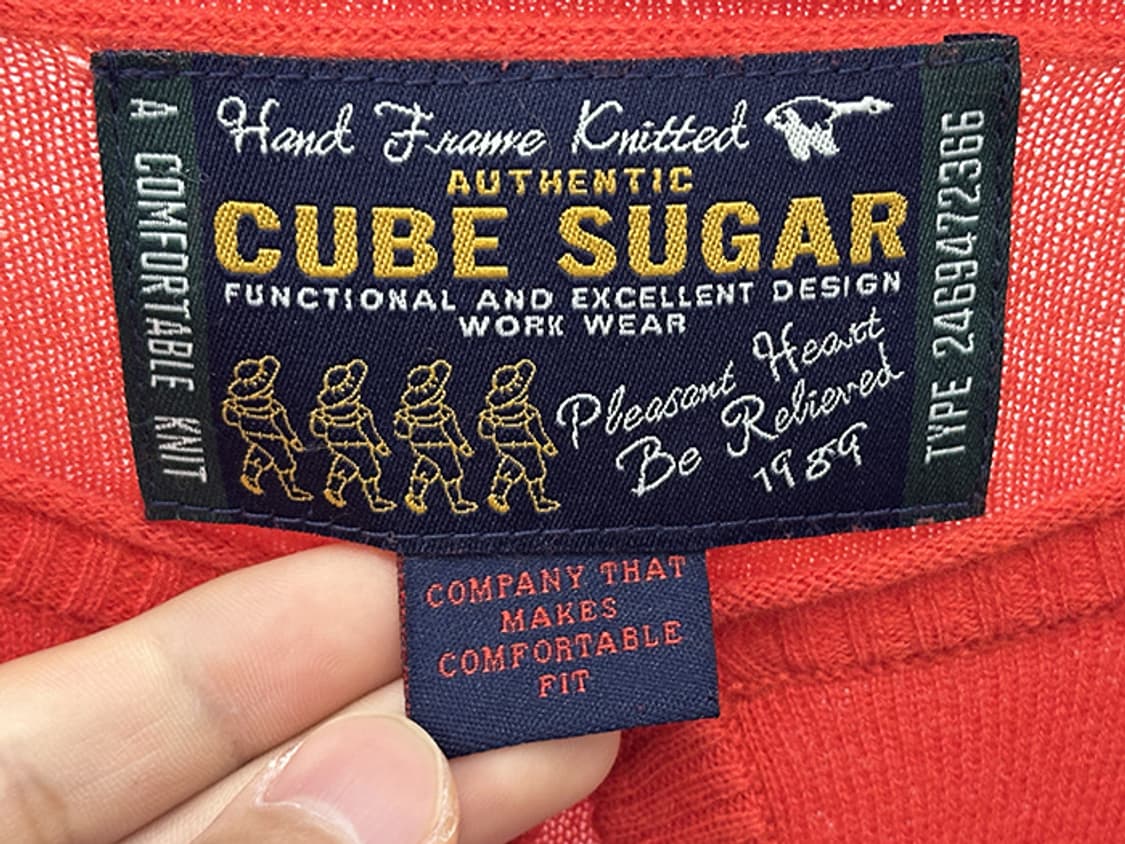 Hand Frame Knitted
AUTHENTIC
CUBE SUGAR
FUNCTIONAL AND EXCELLENT DESIGN
WORK WEAR
Pleasant Heart
Be Relieved
1989
A COMFORTABLE KNIT
TYPE 2469472366
COMPANY THAT
MAKES
COMFORTABLE
FIT